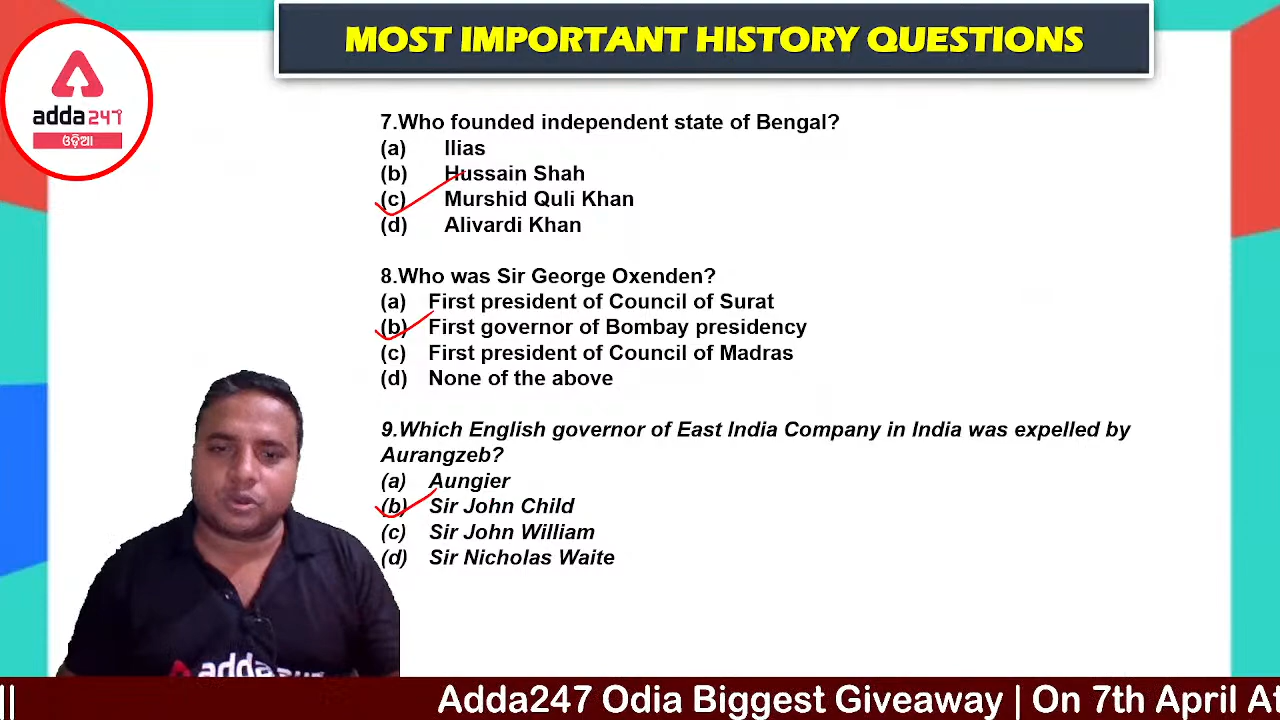 MOST IMPORTANT HISTORY QUESTIONS
adda247
ଓଡ଼ିଆ
7.Who founded independent state of Bengal?
(a) Ilias
(b) Hussain Shah
(c) Murshid Quli Khan
(d) Alivardi Khan
8.Who was Sir George Oxenden?
(a) First president of Council of Surat
(b) First governor of Bombay presidency
(c) First president of Council of Madras
(d) None of the above
9.Which English governor of East India Company in India was expelled by
Aurangzeb?
(a) Aungier
(b) Sir John Child
(c) Sir John William
(d) Sir Nicholas Waite
adda247
|| Adda247 Odia Biggest Giveaway | On 7th April At